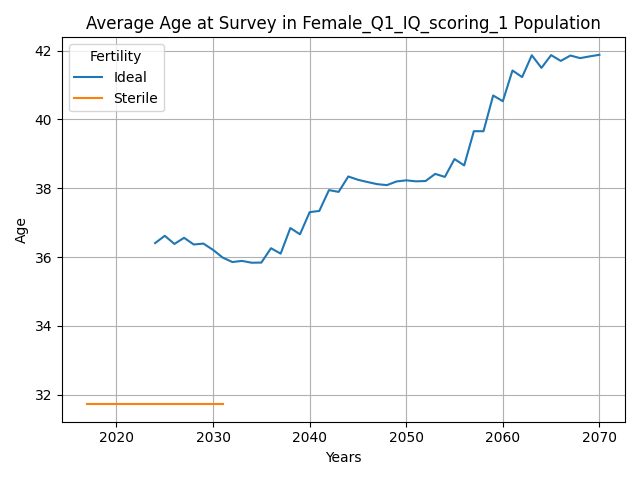 Average Age at Survey in Female_Q1_IQ_scoring_1 Population
Fertility
Ideal
Sterile
Age
42
40
38
36
34
32
2020 2030 2040 2050 2060 2070
Years